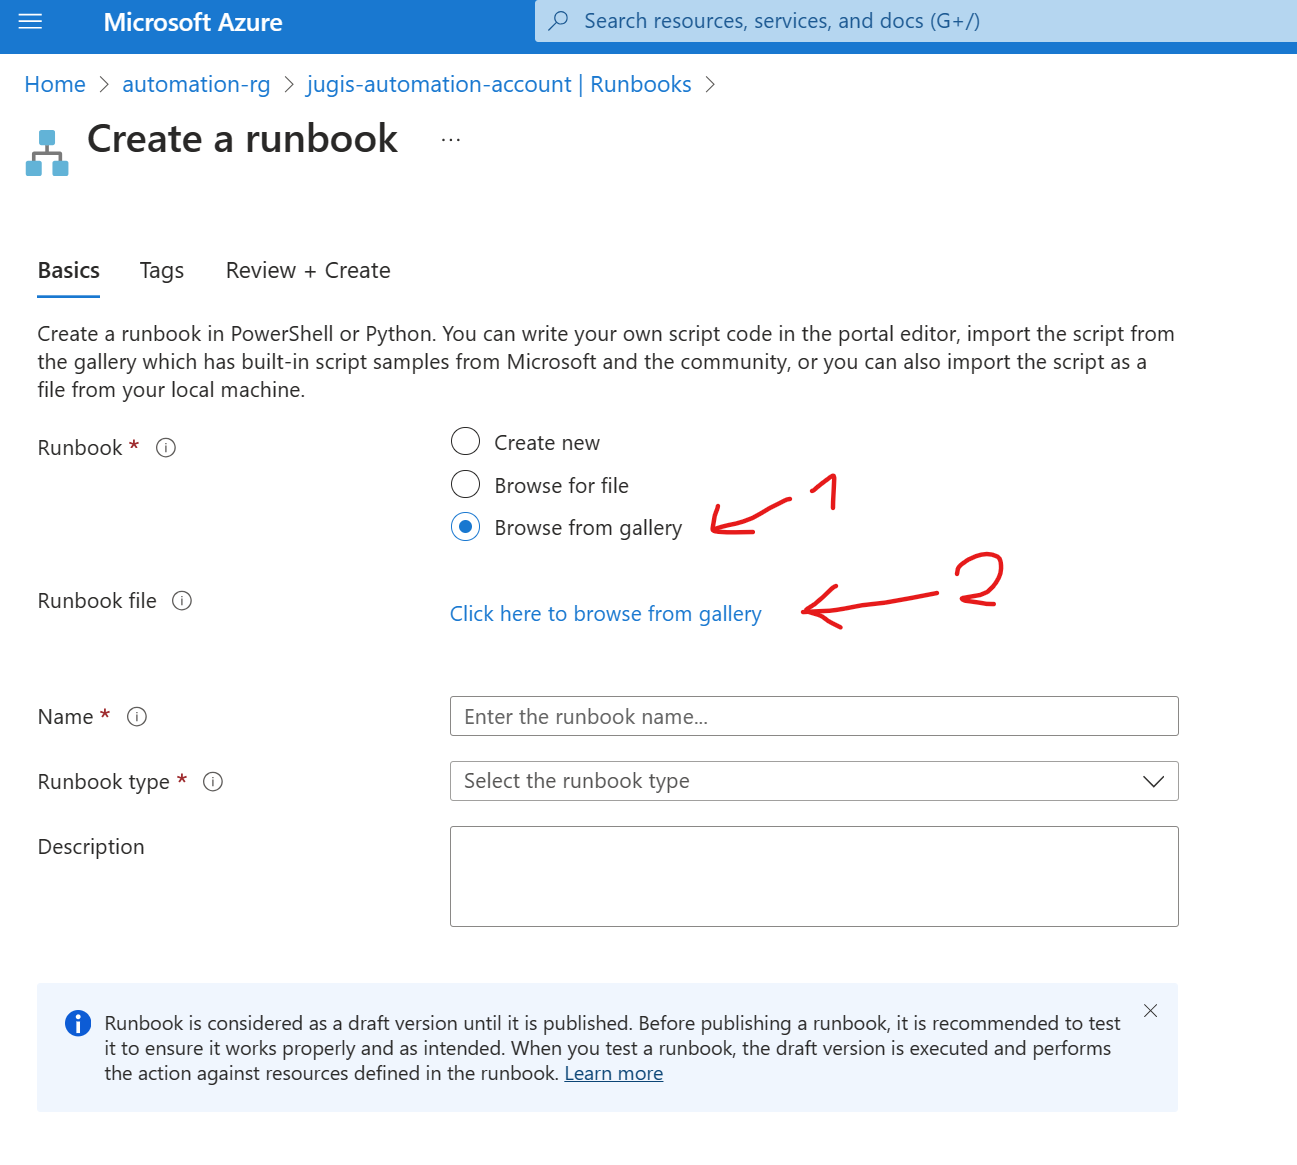 Microsoft Azure
Search resources, services, and docs (G+/)
Home > automation-rg > jugis-automation-account | Runbooks >
Create a runbook ...
Basics Tags Review + Create
Create a runbook in PowerShell or Python. You can write your own script code in the portal editor, import the script from
the gallery which has built-in script samples from Microsoft and the community, or you can also import the script as a
file from your local machine.
Runbook *
Create new
Browse for file
Browse from gallery
1
Runbook file
Click here to browse from gallery
2
Name *
Enter the runbook name...
Runbook type *
Select the runbook type
Description
Runbook is considered as a draft version until it is published. Before publishing a runbook, it is recommended to test
it to ensure it works properly and as intended. When you test a runbook, the draft version is executed and performs
the action against resources defined in the runbook. Learn more